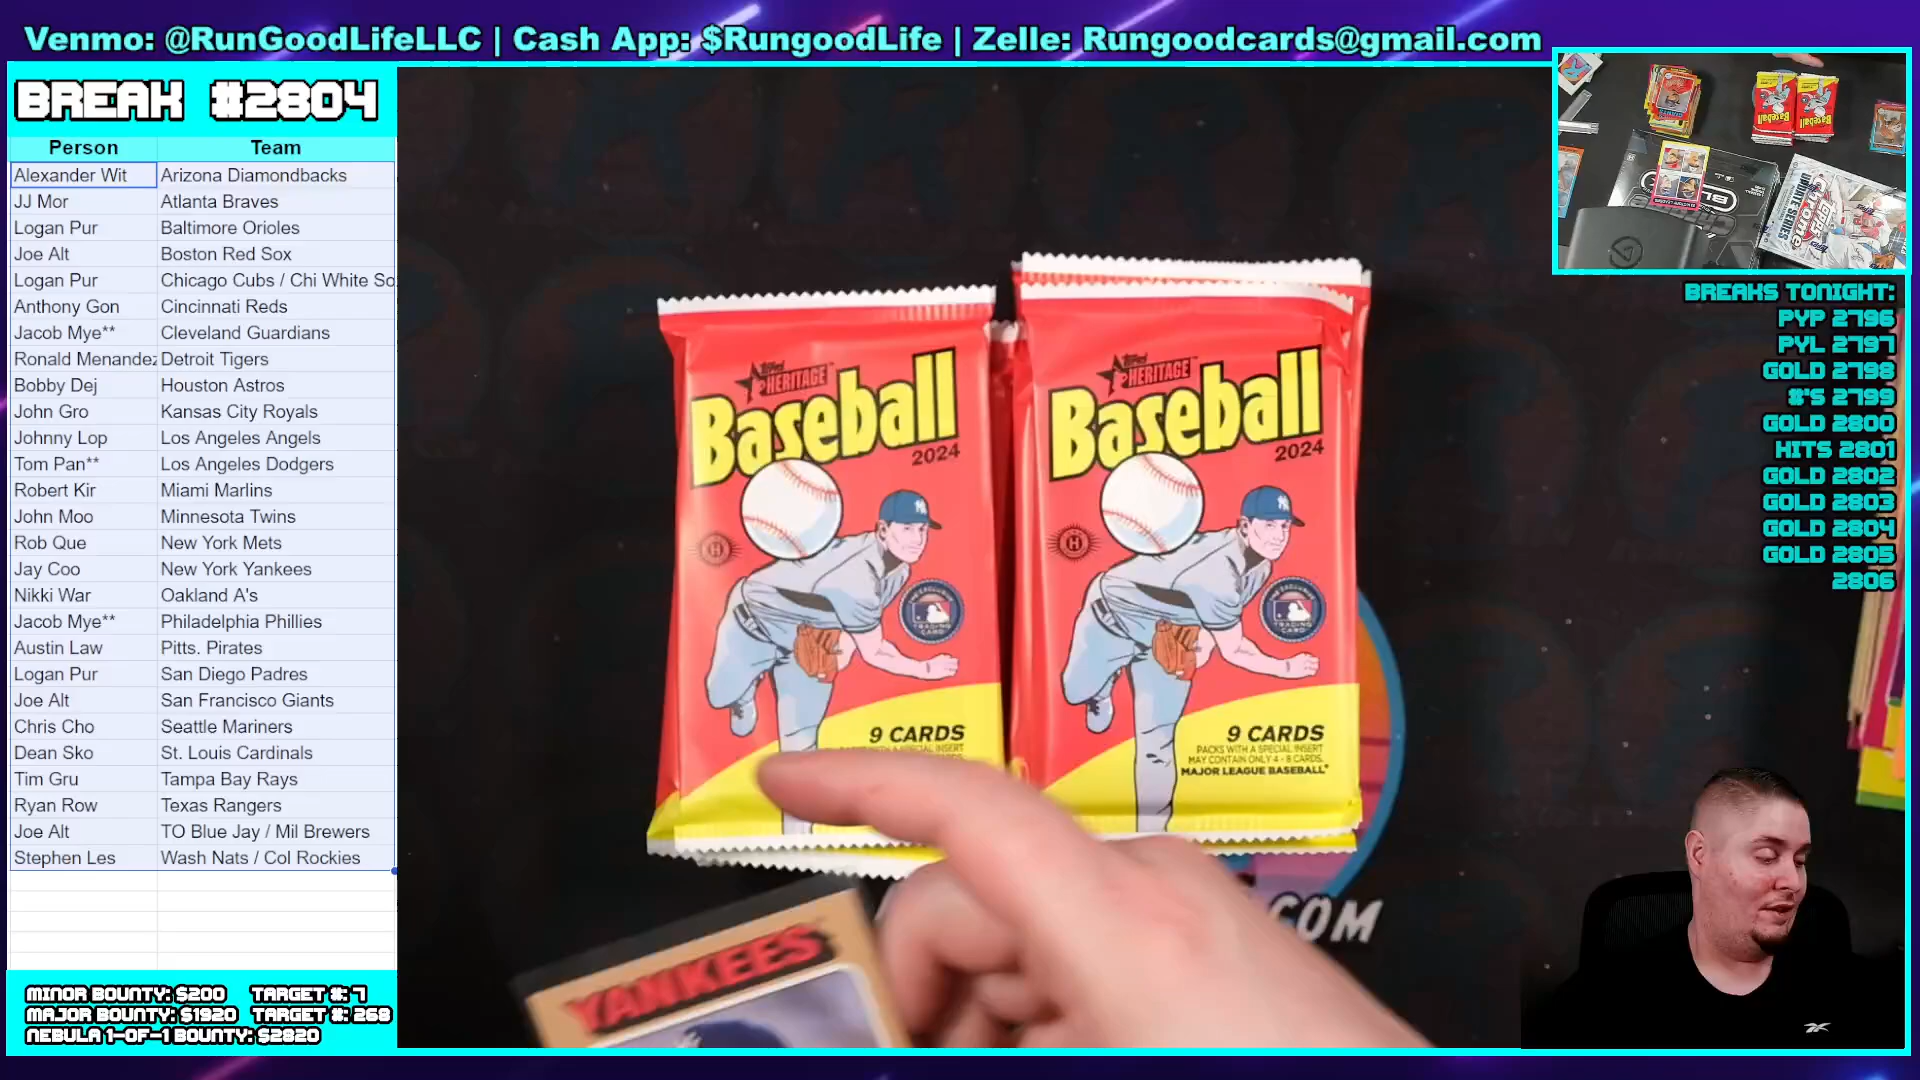 Venmo: @RunGoodLifeLLC | Cash App: $RungoodLife | Zelle: Rungoodcards@gmail.com
BREAK #2804
Person Team
Alexander Wit Arizona Diamondbacks
JJ Mor Atlanta Braves
Logan Pur Baltimore Orioles
Joe Alt Boston Red Sox
Logan Pur Chicago Cubs / Chi White So
Anthony Gon Cincinnati Reds
Jacob Mye** Cleveland Guardians
Ronald Menandez Detroit Tigers
Bobby Dej Houston Astros
John Gro Kansas City Royals
Johnny Lop Los Angeles Angels
Tom Pan** Los Angeles Dodgers
Robert Kir Miami Marlins
John Moo Minnesota Twins
Rob Que New York Mets
Jay Coo New York Yankees
Nikki War Oakland A's
Jacob Mye** Philadelphia Phillies
Austin Law Pitts. Pirates
Logan Pur San Diego Padres
Joe Alt San Francisco Giants
Chris Cho Seattle Mariners
Dean Sko St. Louis Cardinals
Tim Gru Tampa Bay Rays
Ryan Row Texas Rangers
Joe Alt TO Blue Jay / Mil Brewers
Stephen Les Wash Nats / Col Rockies
MINOR BOUNTY: $200 TARGET #: 7
MAJOR BOUNTY: $1920 TARGET #: 268
NEBULA 1-OF-1 BOUNTY: $2820
Topps
HERITAGE
Baseball
2024
9 CARDS
Topps
HERITAGE
Baseball
2024
9 CARDS
PACKS WITH A SPECIAL INSERT
MAY CONTAIN ONLY 4 - 8 CARDS.
MAJOR LEAGUE BASEBALL
YANKEES
.COM
Baseball
Baseball
Topps
Chrome
UPDATE SERIES
BREAKS TONIGHT:
PYP 2796
PYL 2797
GOLD 2798
#'S 2799
GOLD 2800
HITS 2801
GOLD 2802
GOLD 2803
GOLD 2804
GOLD 2805
2806